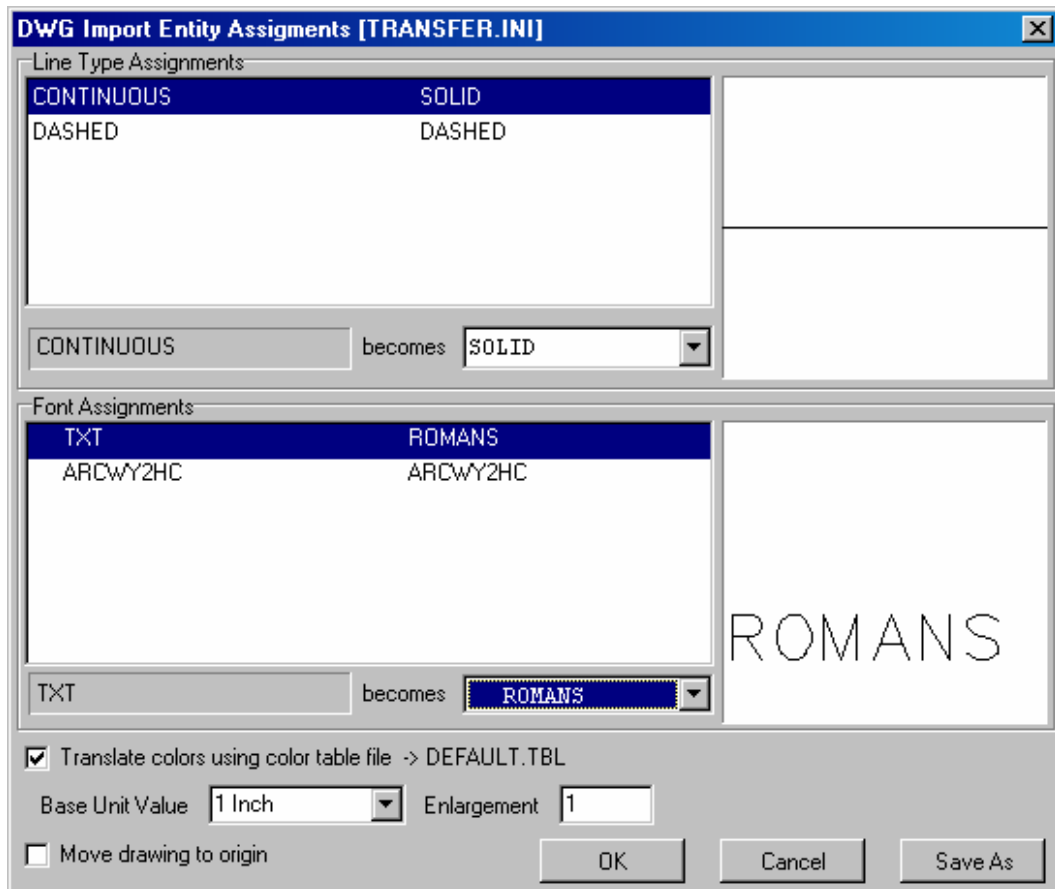 DWG Import Entity Assigments [TRANSFER.INI]
Line Type Assignments
CONTINUOUS SOLID
DASHED DASHED
CONTINUOUS becomes SOLID
Font Assignments
TXT ROMANS
ARCWY2HC ARCWY2HC
ROMANS
TXT becomes ROMANS
Translate colors using color table file -> DEFAULT.TBL
Base Unit Value 1 Inch Enlargement 1
Move drawing to origin OK Cancel Save As